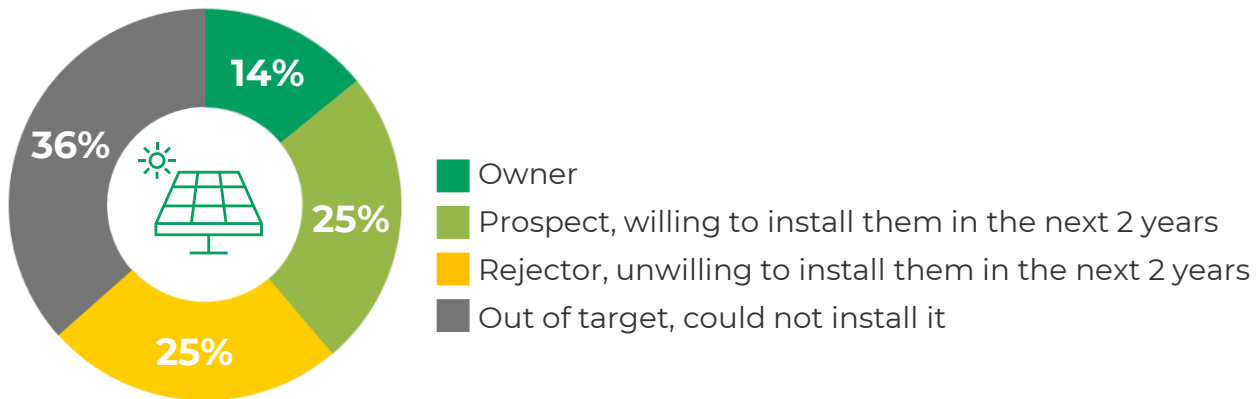 14%
36%
25%
25%
Owner
Prospect, willing to install them in the next 2 years
Rejector, unwilling to install them in the next 2 years
Out of target, could not install it